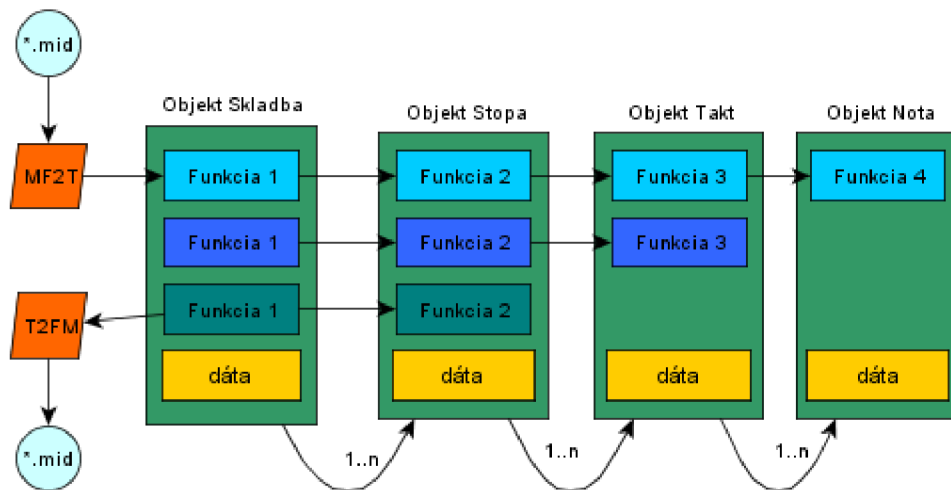 *.mid
Objekt Skladba
Objekt Stopa
Objekt Takt
Objekt Nota
MF2T
Funkcia 1
Funkcia 2
Funkcia 3
Funkcia 4
Funkcia 1
Funkcia 2
Funkcia 3
T2FM
Funkcia 1
Funkcia 2
dáta
dáta
dáta
dáta
*.mid
1..n
1..n
1..n